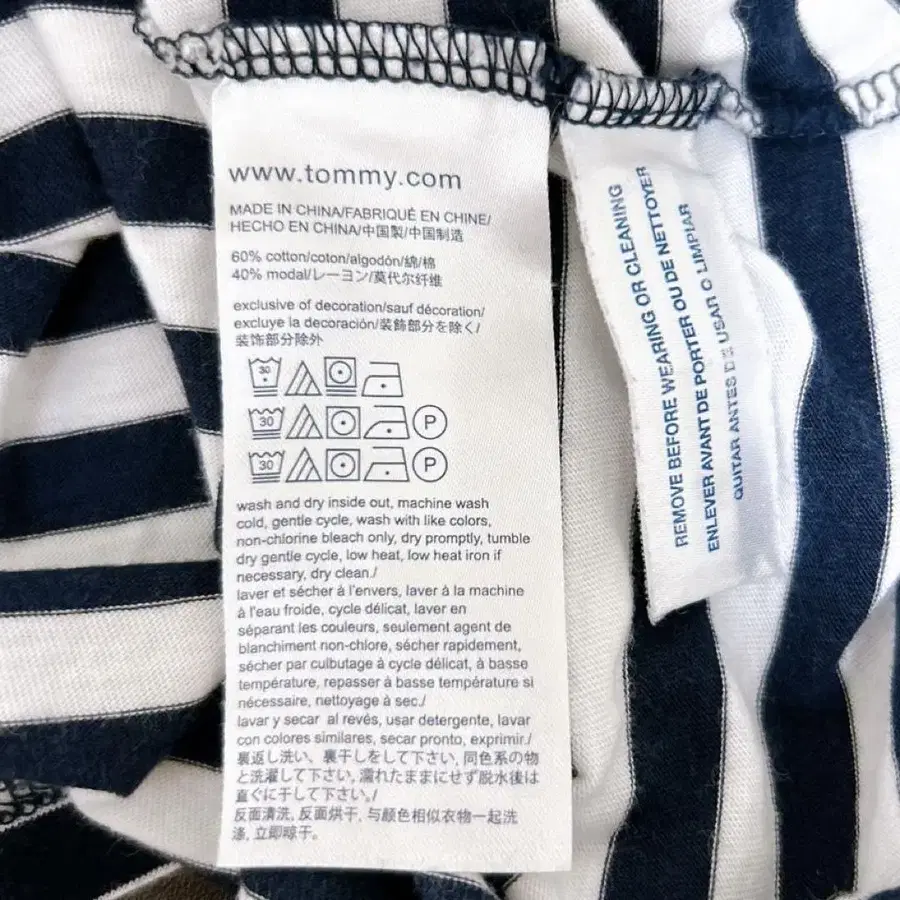 www.tommy.com
MADE IN CHINA/FABRIQUÉ EN CHINE/
HECHO EN CHINA/中国製/中国制造
60% cotton/coton/algodón/綿/棉
40% modal/レーヨン/莫代尔纤维
exclusive of decoration/sauf décoration/
excluye la decoración/装飾部分を除く/
装饰部分除外
30
30 P
30 P
wash and dry inside out, machine wash
cold, gentle cycle, wash with like colors,
non-chlorine bleach only, dry promptly, tumble
dry gentle cycle, low heat, low heat iron if
necessary, dry clean./
laver et sécher à l'envers, laver à la machine
à l'eau froide, cycle délicat, laver en
séparant les couleurs, seulement agent de
blanchiment non-chlore, sécher rapidement,
sécher par culbutage à cycle délicat, à basse
température, repasser à basse température si
nécessaire, nettoyage à sec./
lavar y secar al revés, usar detergente, lavar
con colores similares, secar pronto, exprimir./
裏返し洗い、裏干しをして下さい, 同色系の物
と洗濯して下さい, 濡れたままにせず脱水後は
直ぐに干して下さい。/
反面清洗, 反面烘干, 与颜色相似衣物一起洗
涤, 立即晾干。
REMOVE BEFORE WEARING OR CLEANING
ENLEVER AVANT DE PORTER OU DE NETTOYER
QUITAR ANTES DE USAR O LIMPIAR